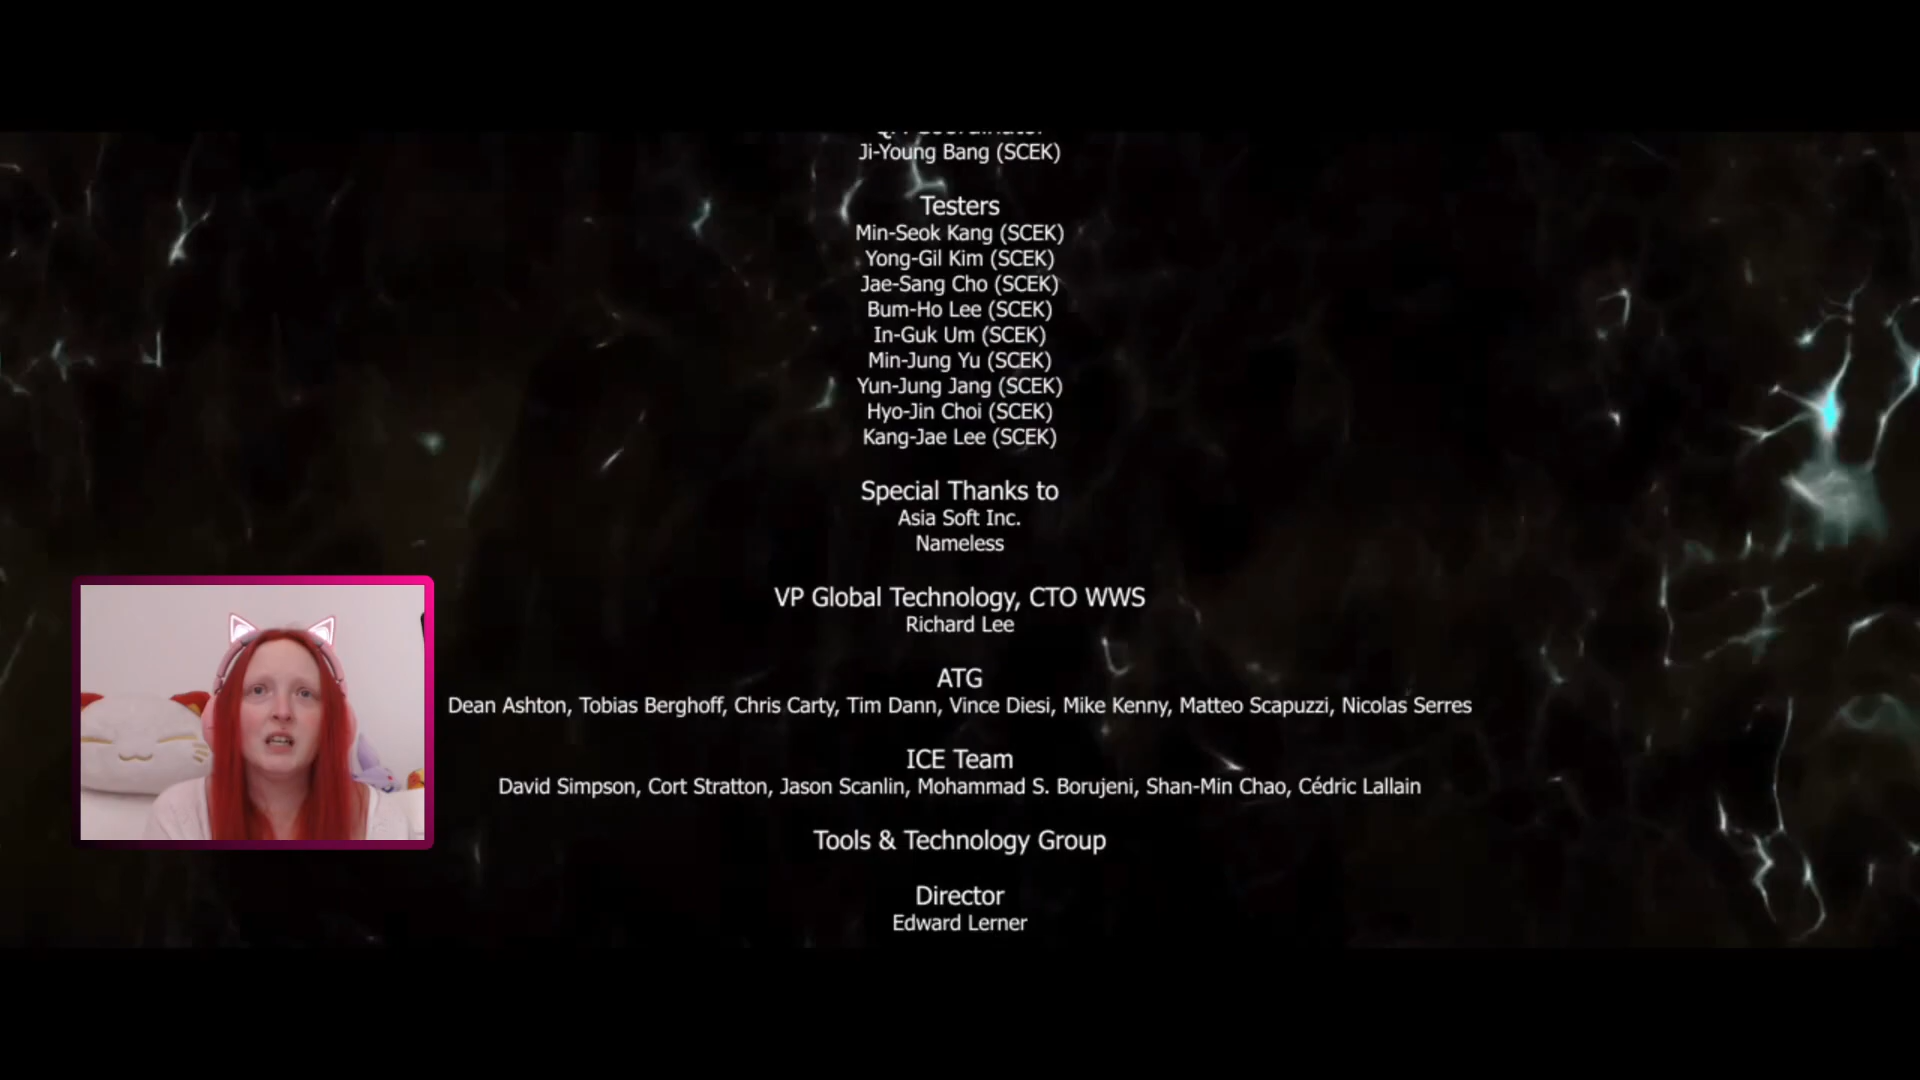 Ji-Young Bang (SCEK)
Testers
Min-Seok Kang (SCEK)
Yong-Gil Kim (SCEK)
Jae-Sang Cho (SCEK)
Bum-Ho Lee (SCEK)
In-Guk Um (SCEK)
Min-Jung Yu (SCEK)
Yun-Jung Jang (SCEK)
Hyo-Jin Choi (SCEK)
Kang-Jae Lee (SCEK)
Special Thanks to
Asia Soft Inc.
Nameless
VP Global Technology, CTO WWS
Richard Lee
ATG
Dean Ashton, Tobias Berghoff, Chris Carty, Tim Dann, Vince Diesi, Mike Kenny, Matteo Scapuzzi, Nicolas Serres
ICE Team
David Simpson, Cort Stratton, Jason Scanlin, Mohammad S. Borujeni, Shan-Min Chao, Cédric Lallain
Tools & Technology Group
Director
Edward Lerner